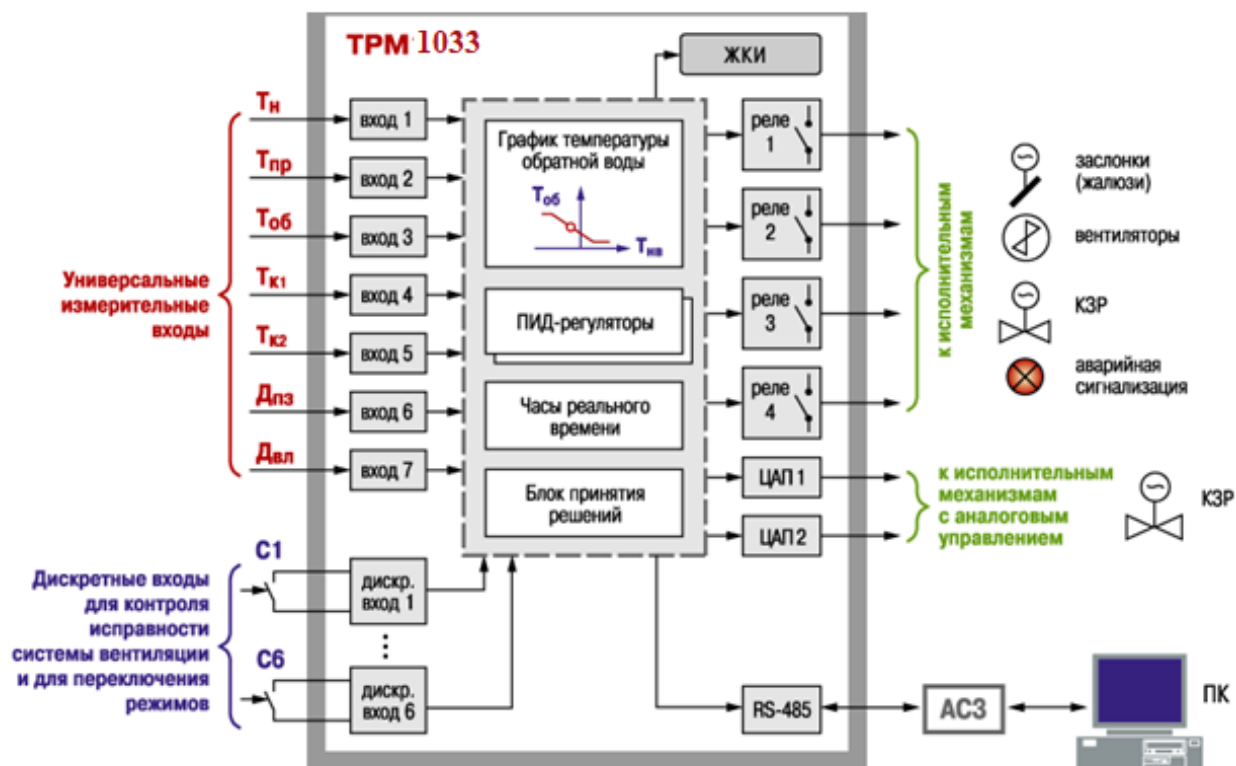 ТРМ 1033
ЖКИ
Тн
Тпр
Тоб
Тк1
Тк2
Дпз
Двл
Универсальные
измерительные
входы
вход 1
вход 2
вход 3
вход 4
вход 5
вход 6
вход 7
График температуры
обратной воды
Тоб
Тнв
ПИД-регуляторы
Часы реального
времени
Блок принятия
решений
реле
1
реле
2
реле
3
реле
4
ЦАП 1
ЦАП 2
к исполнительным
механизмам
заслонки
(жалюзи)
вентиляторы
КЗР
аварийная
сигнализация
к исполнительным
механизмам
с аналоговым
управлением
КЗР
С1
С6
Дискретные входы
для контроля
исправности
системы вентиляции
и для переключения
режимов
дискр.
вход 1
дискр.
вход 6
RS-485
АС3
ПК